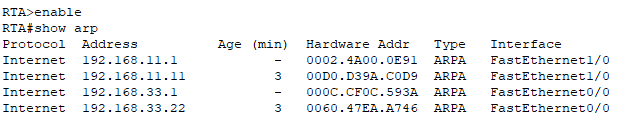 RTA>enable
RTA#show arp
Protocol  Address          Age (min)  Hardware Addr   Type   Interface
Internet  192.168.11.1            -   0002.4A00.0E91  ARPA   FastEthernet1/0
Internet  192.168.11.11           3   00D0.D39A.C0D9  ARPA   FastEthernet1/0
Internet  192.168.33.1            -   000C.CF0C.593A  ARPA   FastEthernet0/0
Internet  192.168.33.22           3   0060.47EA.A746  ARPA   FastEthernet0/0